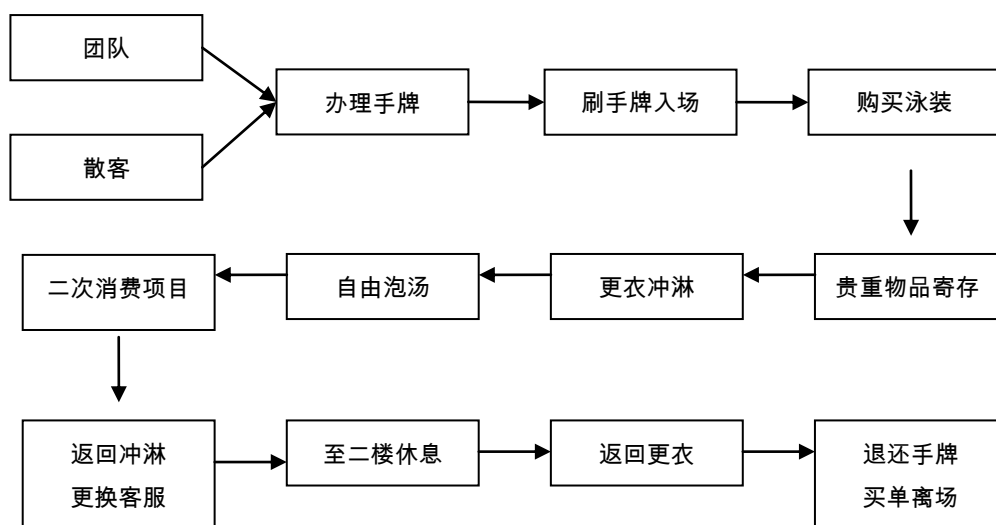 团队
散客
办理手牌
刷手牌入场
购买泳装
二次消费项目
自由泡汤
更衣冲淋
贵重物品寄存
返回冲淋
更换客服
至二楼休息
返回更衣
退还手牌
买单离场